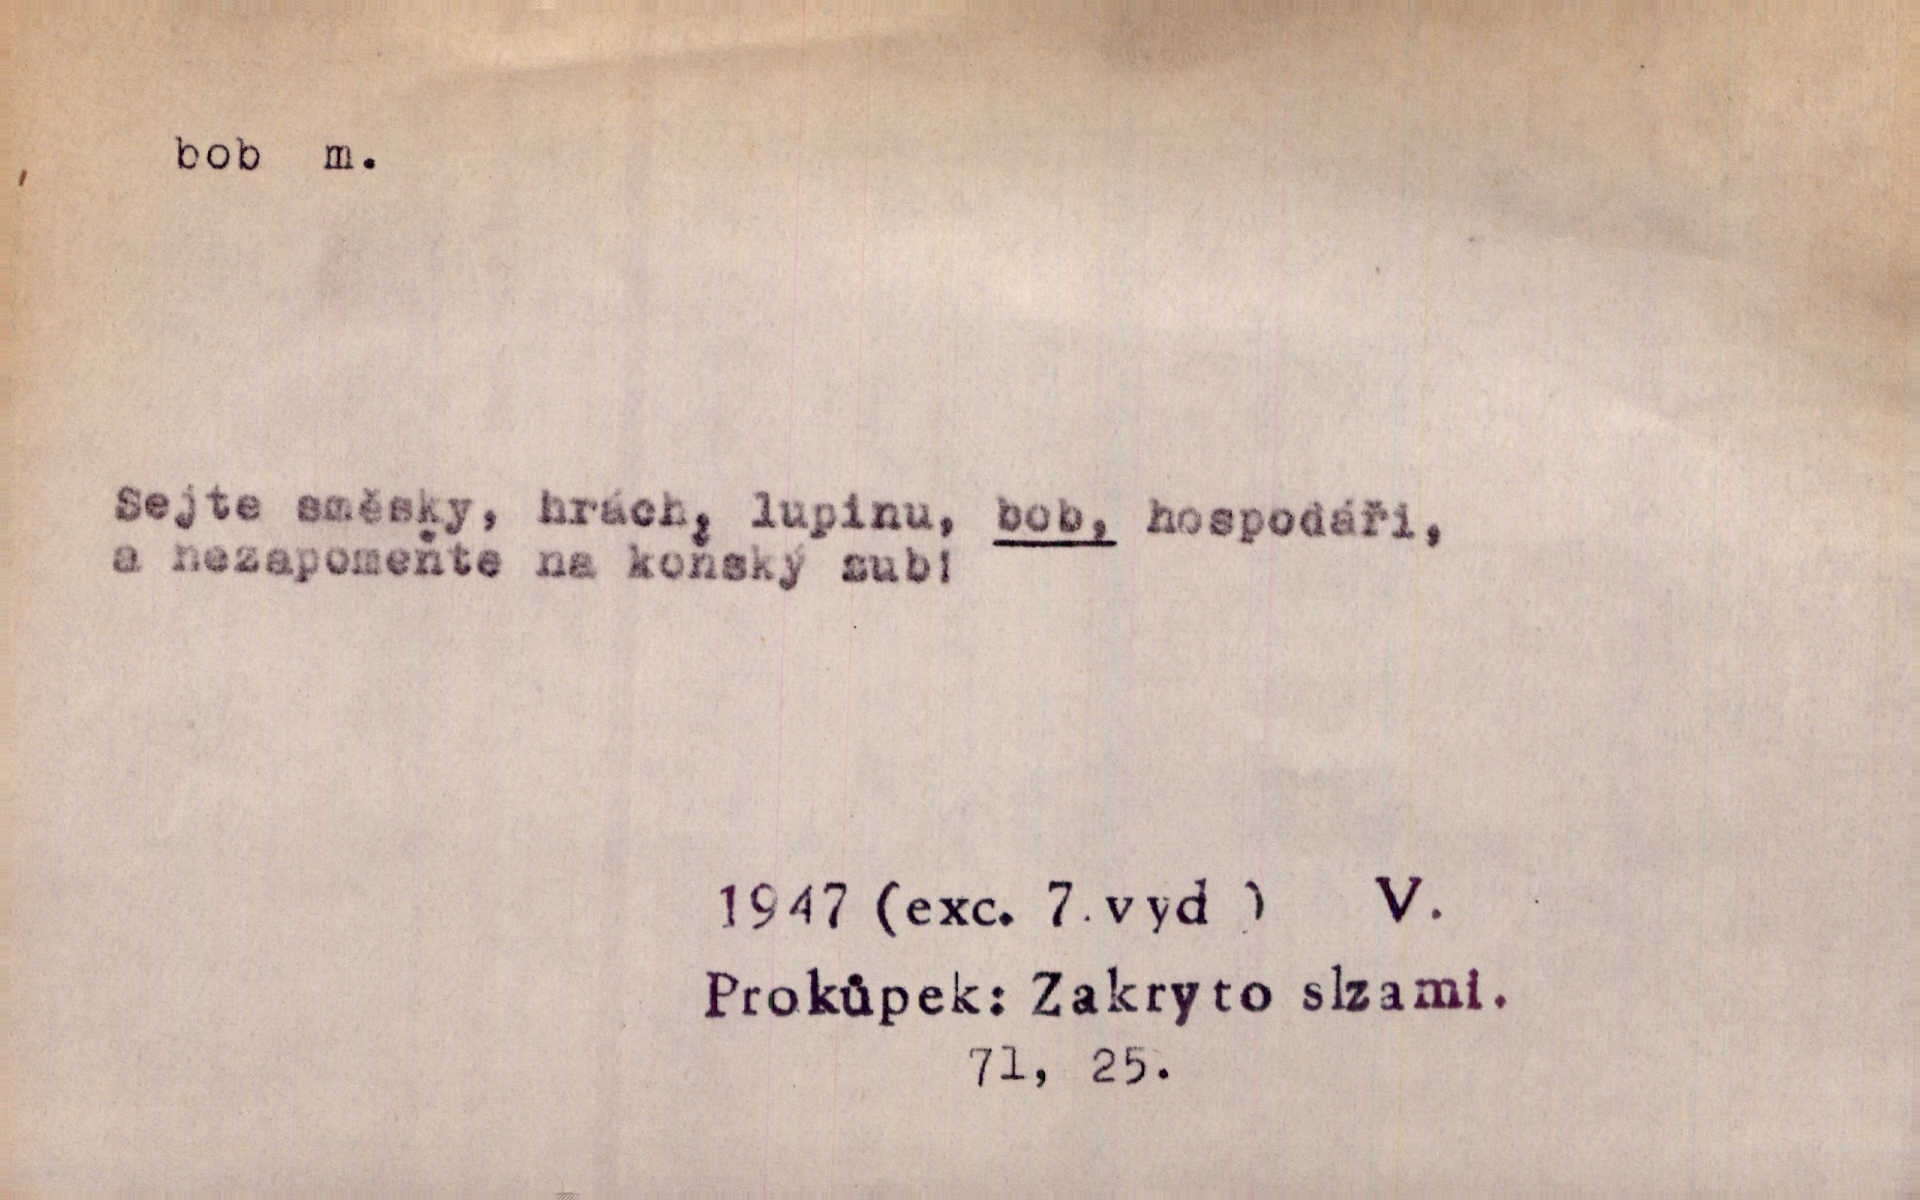 bob m.
Sejte směsky, hrách, lupinu, bob, hospodáři,
a nezapomeňte na koňský zub!
1947 (exc. 7. vyd ) V.
Prokůpek: Zakryto slzami.
71, 25.